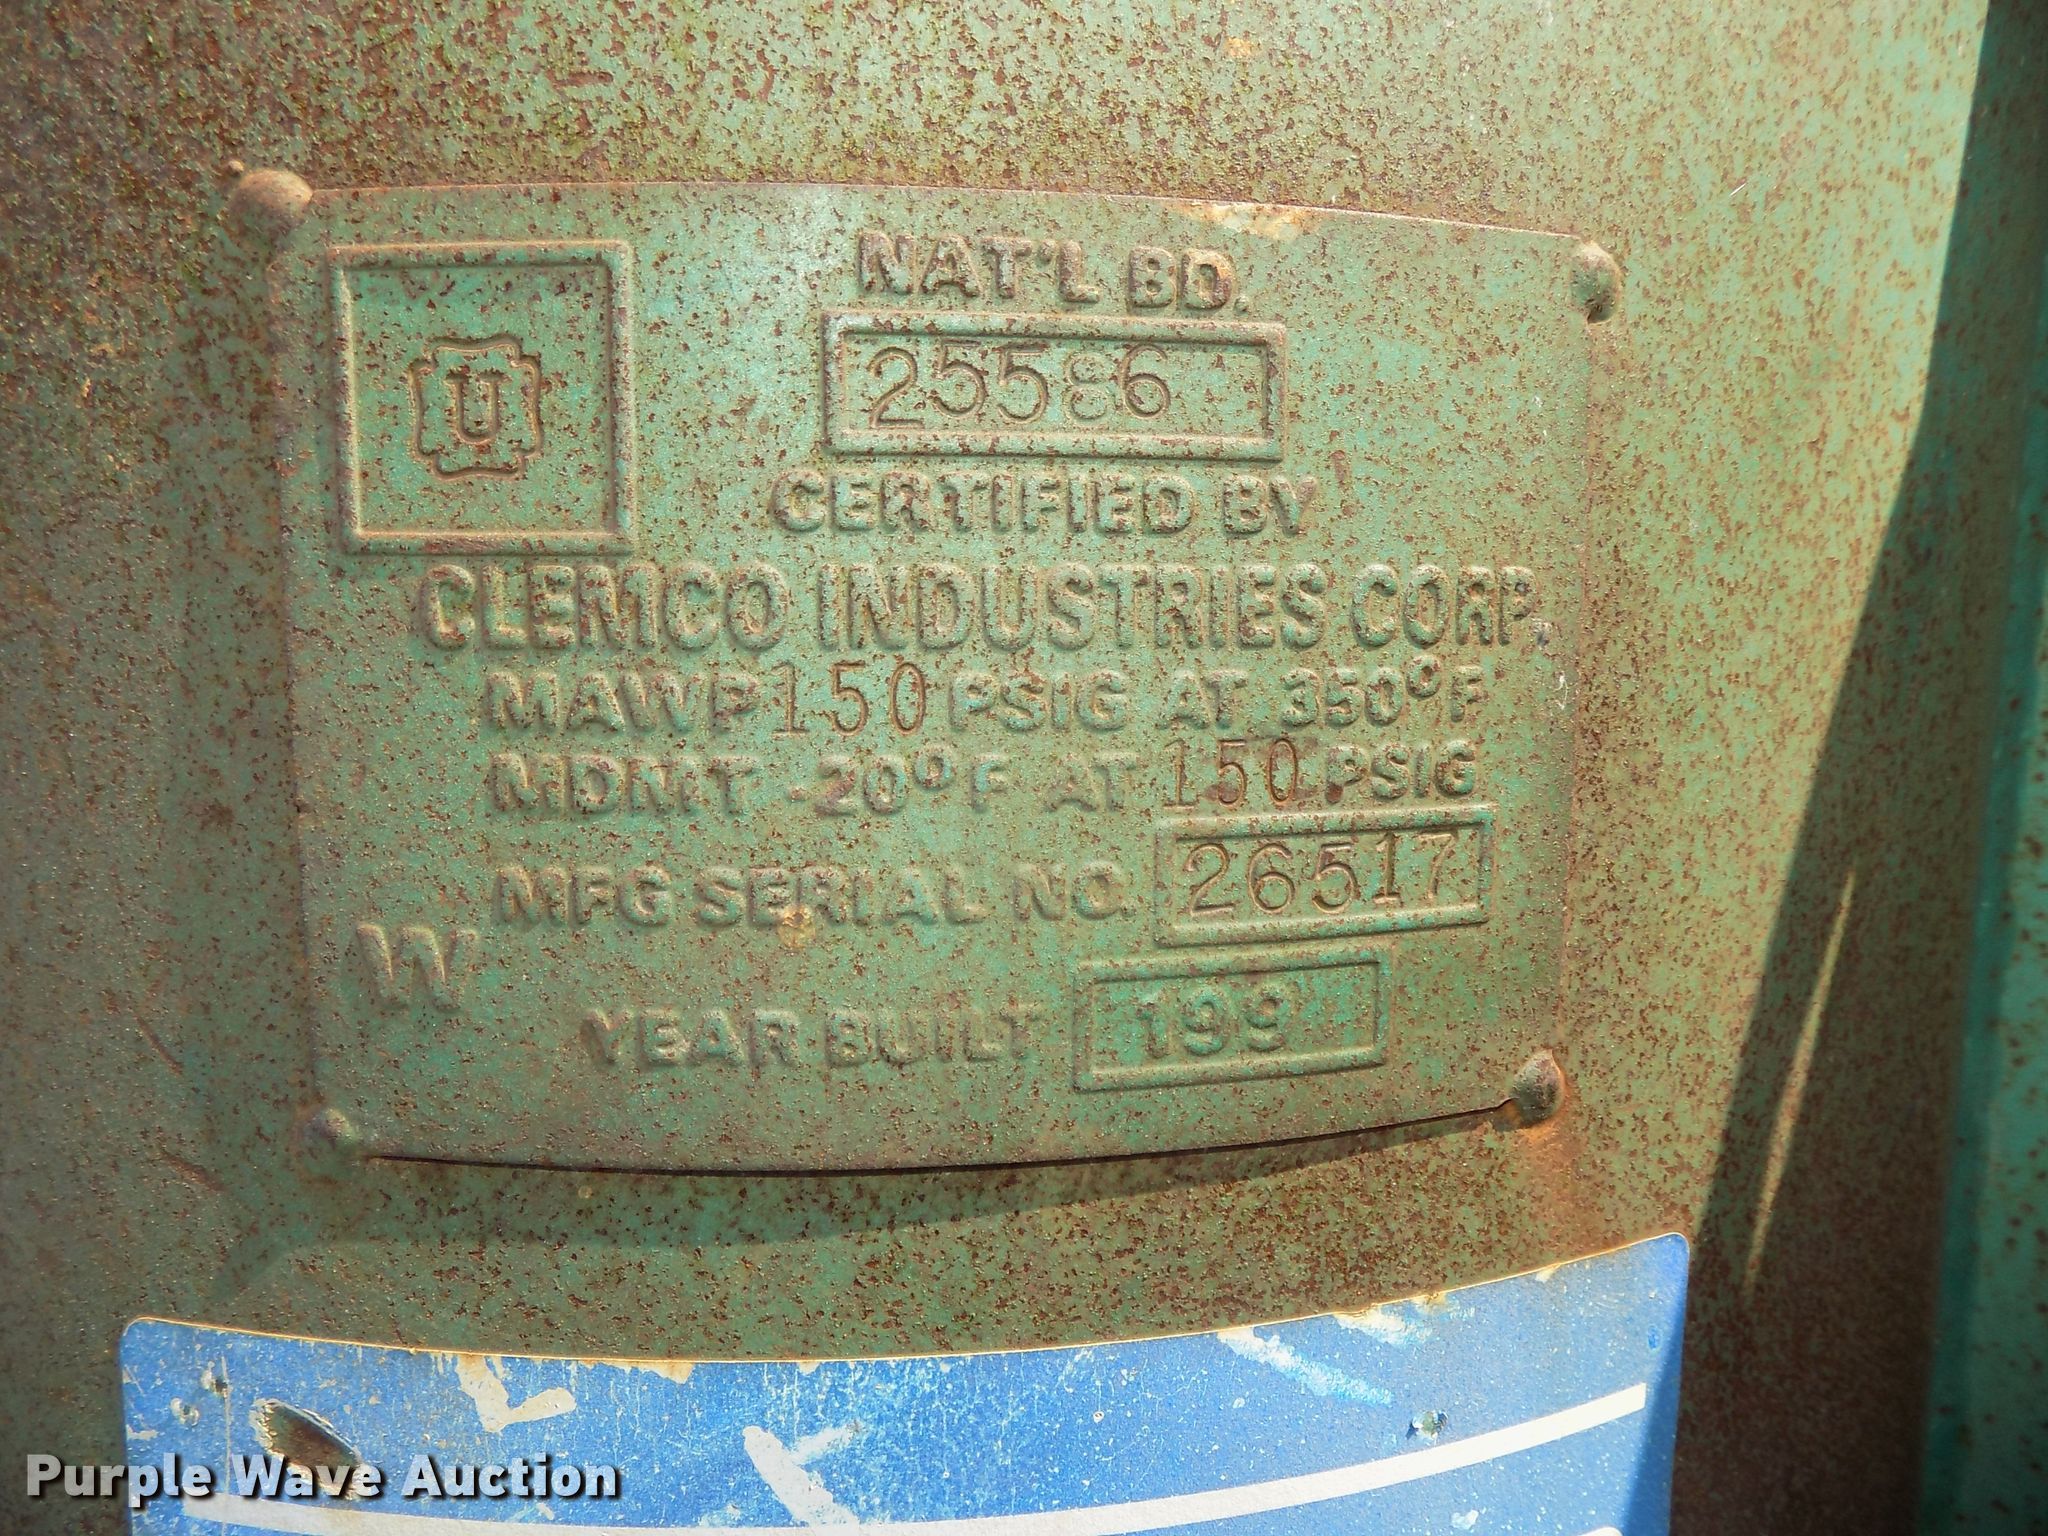 U
NAT'L BD.
25586
CERTIFIED BY
CLEMCO INDUSTRIES CORP.
MAWP 150 PSIG AT 350°F
MDMT -20°F AT 150 PSIG
MFG SERIAL NO. 26517
W
YEAR BUILT 199
Purple Wave Auction